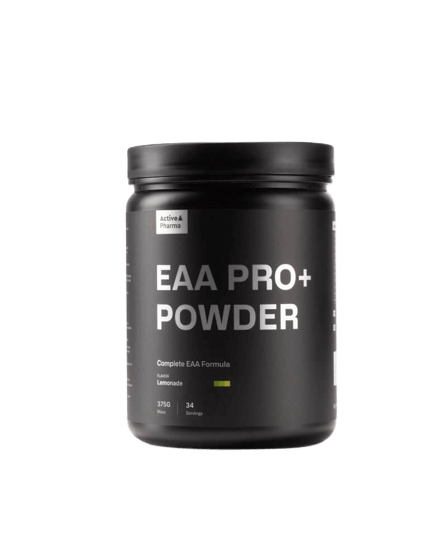 Active
Pharma
EAA PRO+
POWDER
Complete EAA Formula
FLAVOR
Lemonade
375G
34
Servings